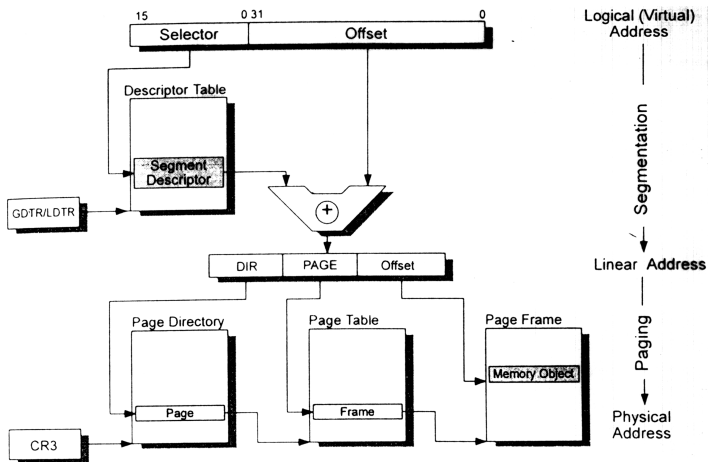 15 0 31 0
Selector Offset
Logical (Virtual)
Address
Descriptor Table
Segment
Descriptor
GDTR/LDTR
+
Segmentation
DIR PAGE Offset
Linear Address
Page Directory Page Table Page Frame
Memory Object
Page Frame
Paging
Physical
Address
CR3